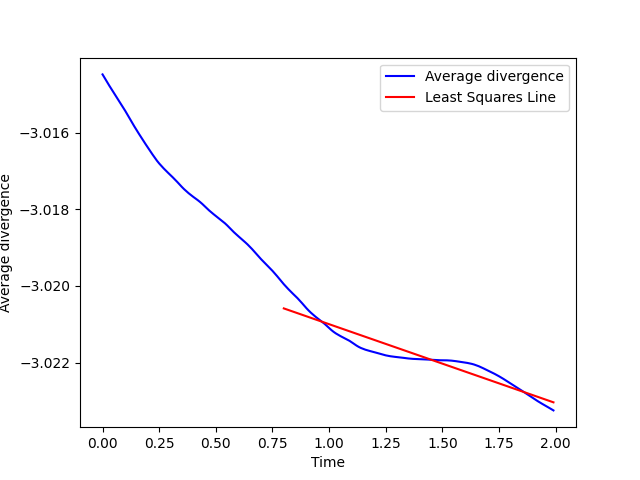 Average divergence
Least Squares Line
−3.016
−3.018
−3.020
−3.022
Average divergence
0.00 0.25 0.50 0.75 1.00 1.25 1.50 1.75 2.00
Time